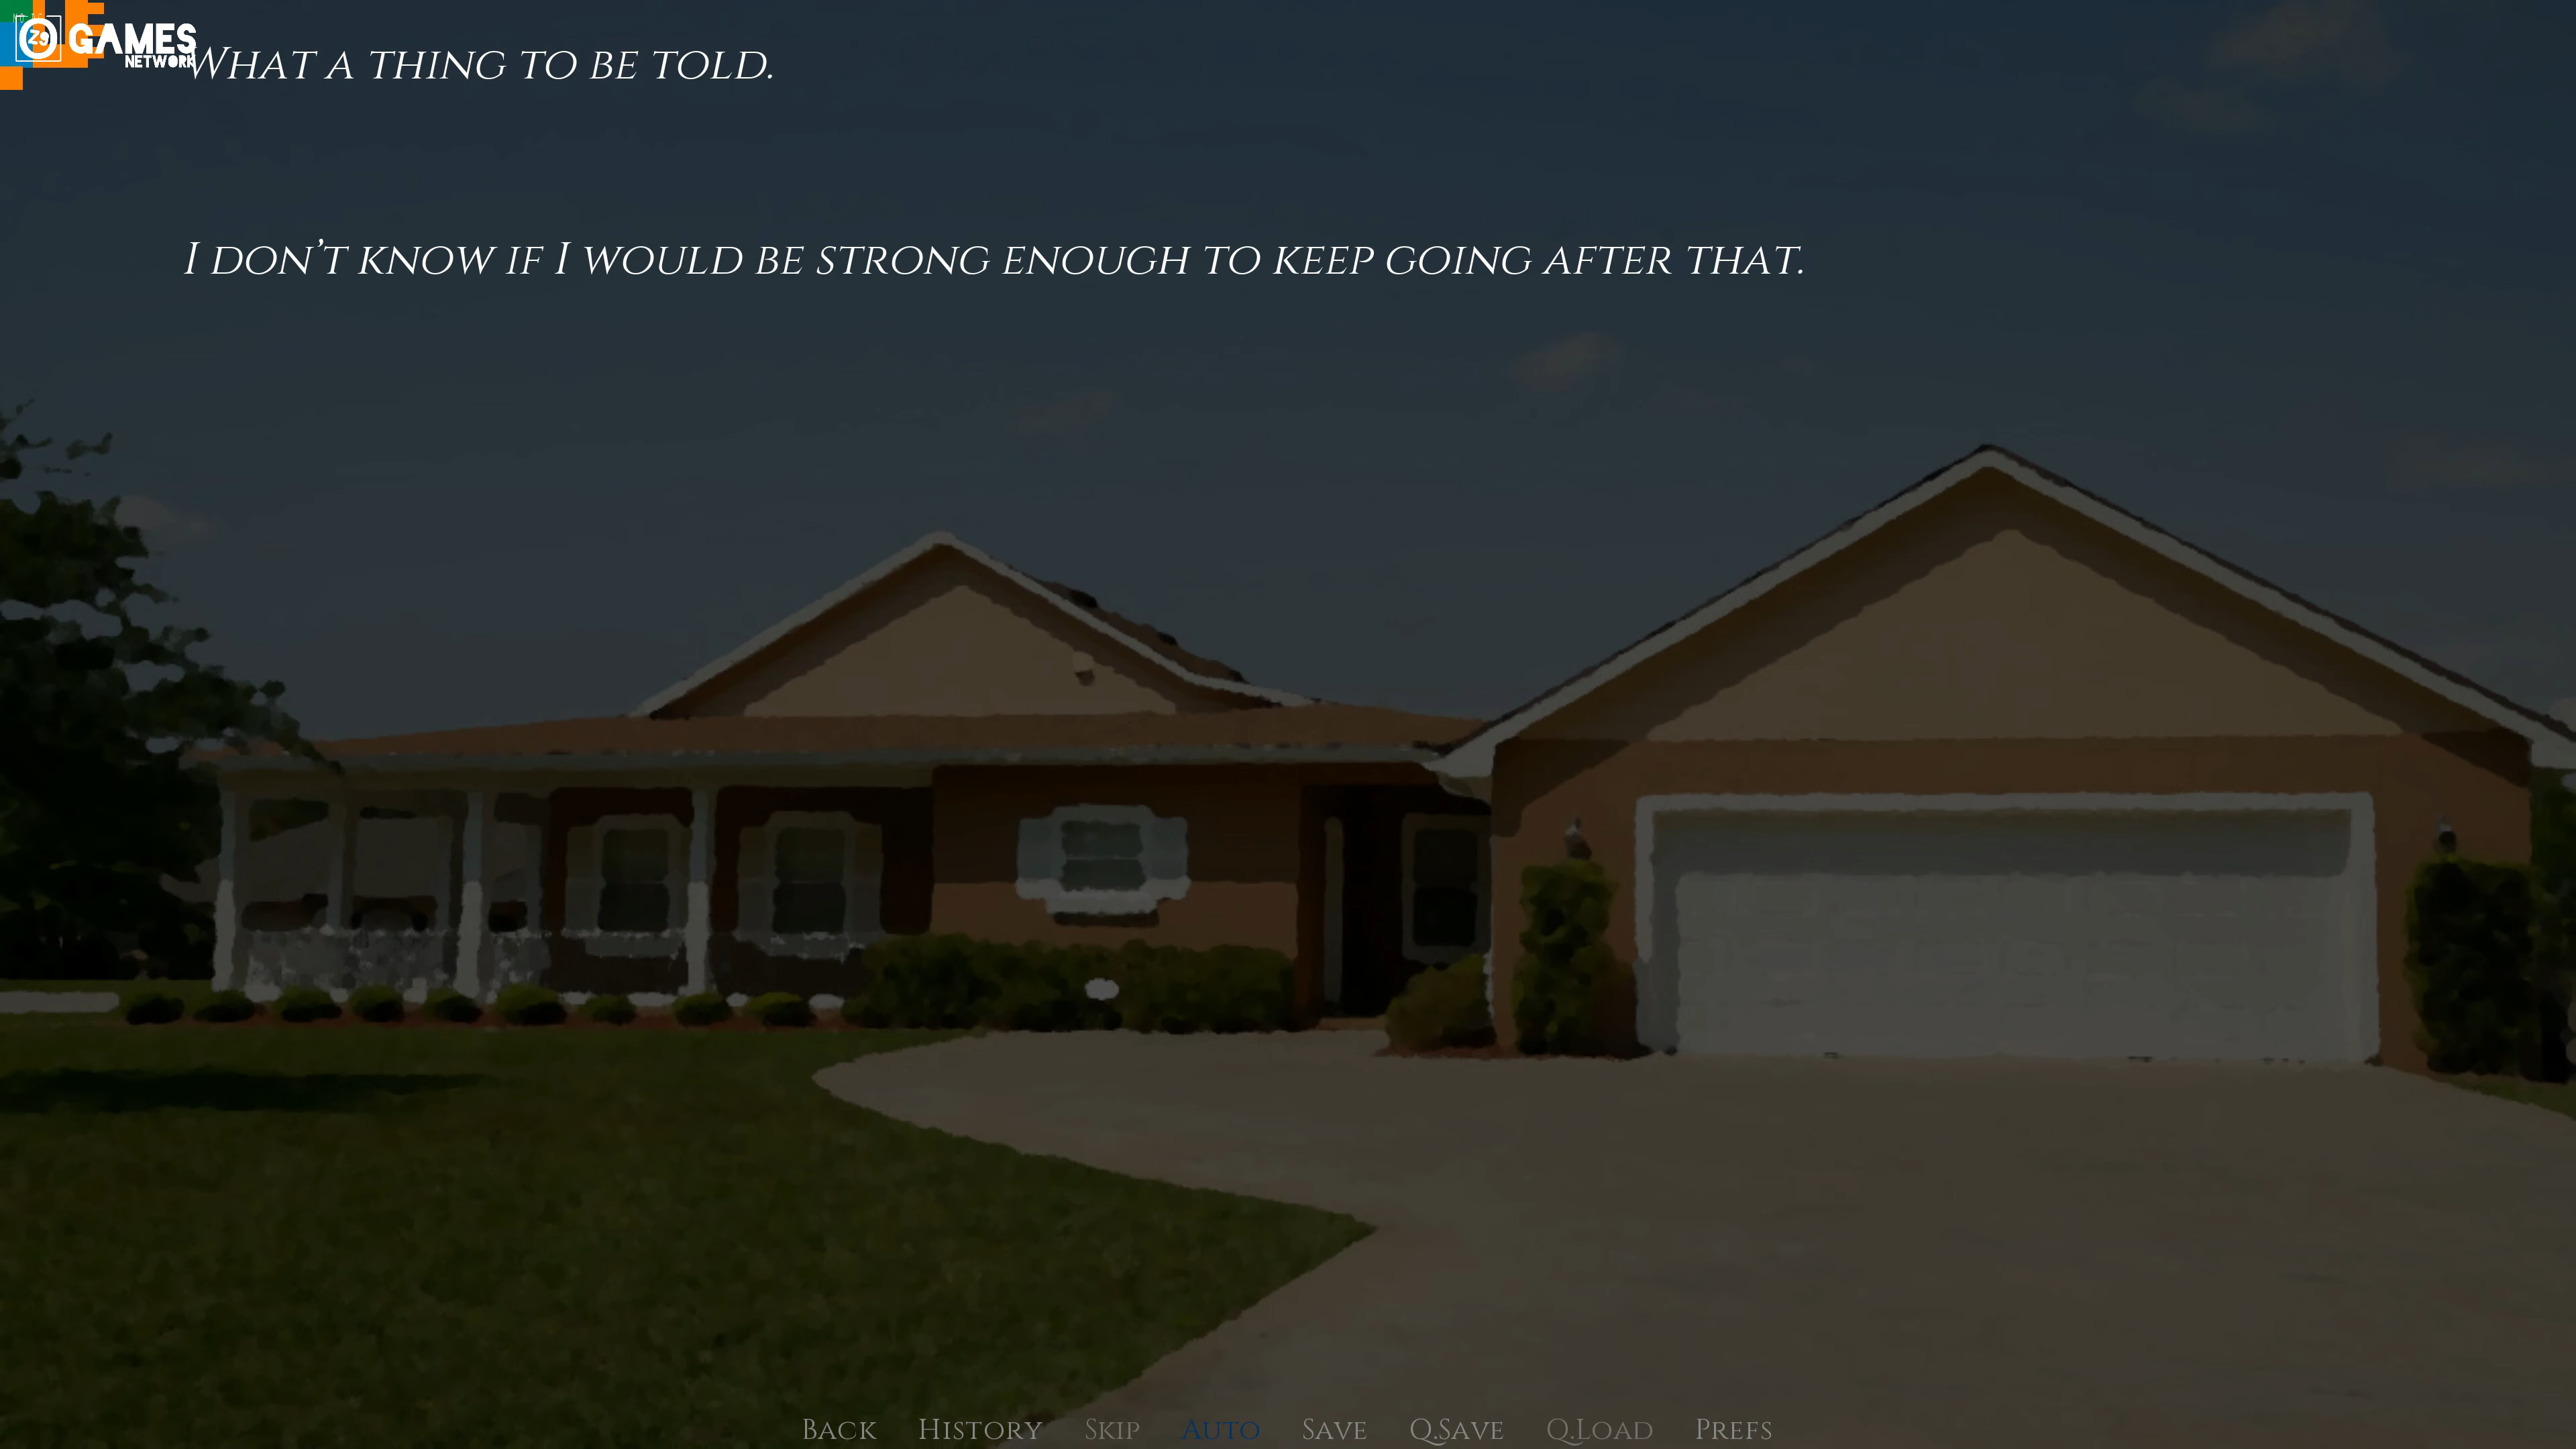 GAMES
NETWORK
What a thing to be told.
I don’t know if I would be strong enough to keep going after that.
Back History Skip Auto Save Q.Save Q.Load Prefs